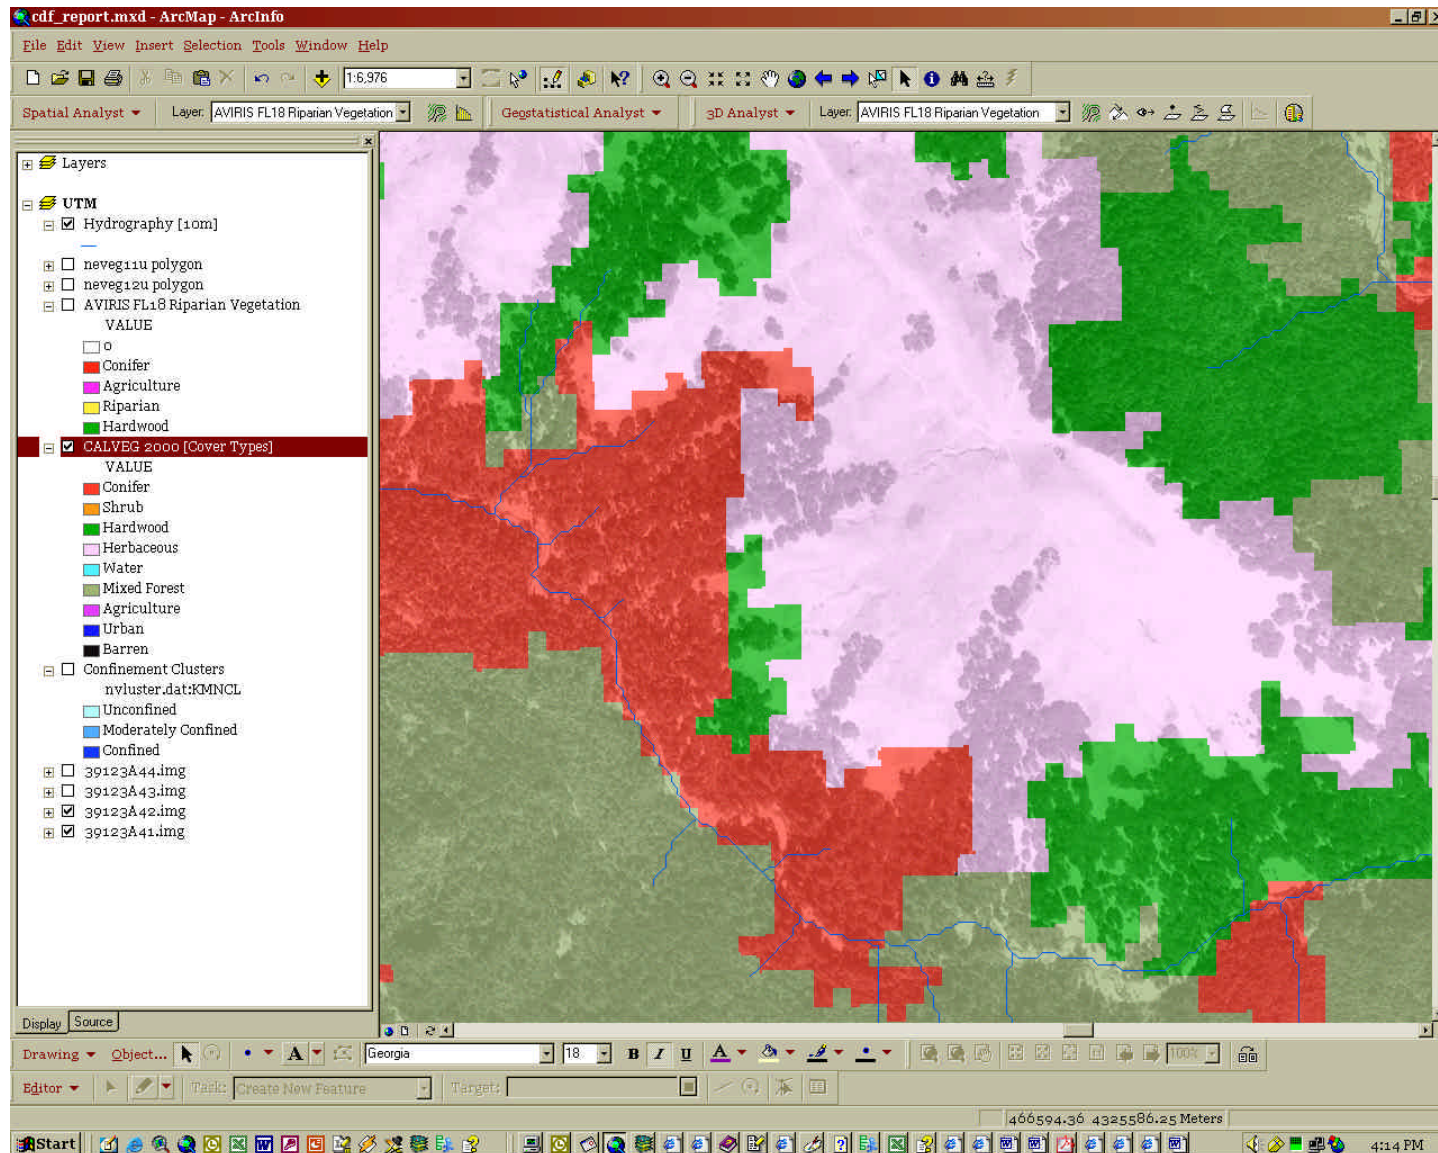 cdf_report.mxd - ArcMap - ArcInfo
File Edit View Insert Selection Tools Window Help
1:6,976
Spatial Analyst Layer: AVIRIS FL18 Riparian Vegetation Geostatistical Analyst 3D Analyst Layer: AVIRIS FL18 Riparian Vegetation
Layers
UTM
Hydrography [10m]
neveg11u polygon
neveg12u polygon
AVIRIS FL18 Riparian Vegetation
VALUE
0
Conifer
Agriculture
Riparian
Hardwood
CALVEG 2000 [Cover Types]
VALUE
Conifer
Shrub
Hardwood
Herbaceous
Water
Mixed Forest
Agriculture
Urban
Barren
Confinement Clusters
nvluster.dat:KMNCL
Unconfined
Moderately Confined
Confined
39123A44.img
39123A43.img
39123A42.img
39123A41.img
Display Source
Drawing Object... A Georgia 18 B I U A 100%
Editor Task: Create New Feature Target:
466594.36 4325586.25 Meters
Start 4:14 PM